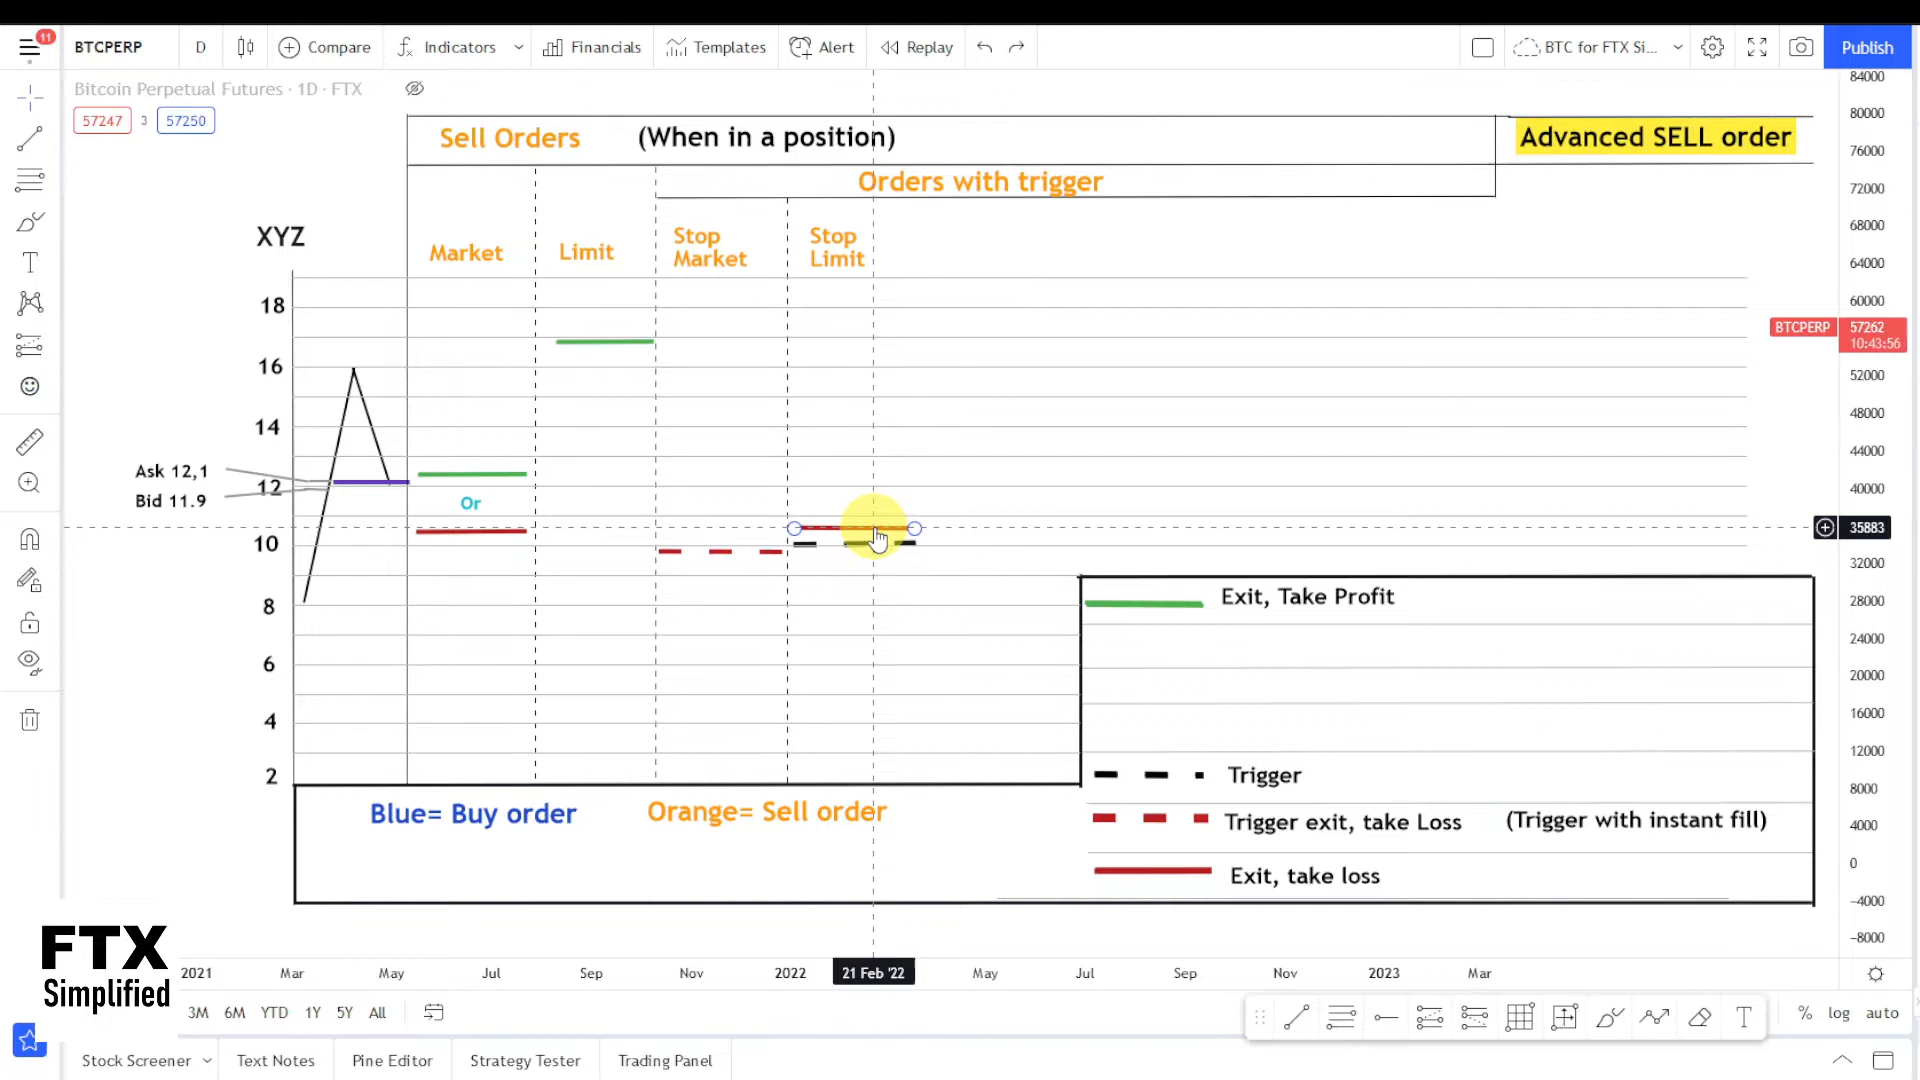 11
BTCPERP
D
Compare
Indicators
Financials
Templates
Alert
Replay
BTC for FTX Si...
Publish
Bitcoin Perpetual Futures · 1D · FTX
57247
3
57250
Sell Orders
(When in a position)
Advanced SELL order
Orders with trigger
XYZ
Market
Limit
Stop
Market
Stop
Limit
18
16
14
12
10
8
6
4
2
Ask 12,1
Bid 11.9
Or
Exit, Take Profit
Trigger
Trigger exit, take Loss
(Trigger with instant fill)
Exit, take loss
Blue= Buy order
Orange= Sell order
84000
80000
76000
72000
68000
64000
60000
BTCPERP
57262
10:43:56
52000
48000
44000
40000
35883
32000
28000
24000
20000
16000
12000
8000
4000
0
−4000
−8000
FTX
Simplified
2021
Mar
May
Jul
Sep
Nov
2022
21 Feb '22
May
Jul
Sep
Nov
2023
Mar
3M
6M
YTD
1Y
5Y
All
%
log
auto
Stock Screener
Text Notes
Pine Editor
Strategy Tester
Trading Panel